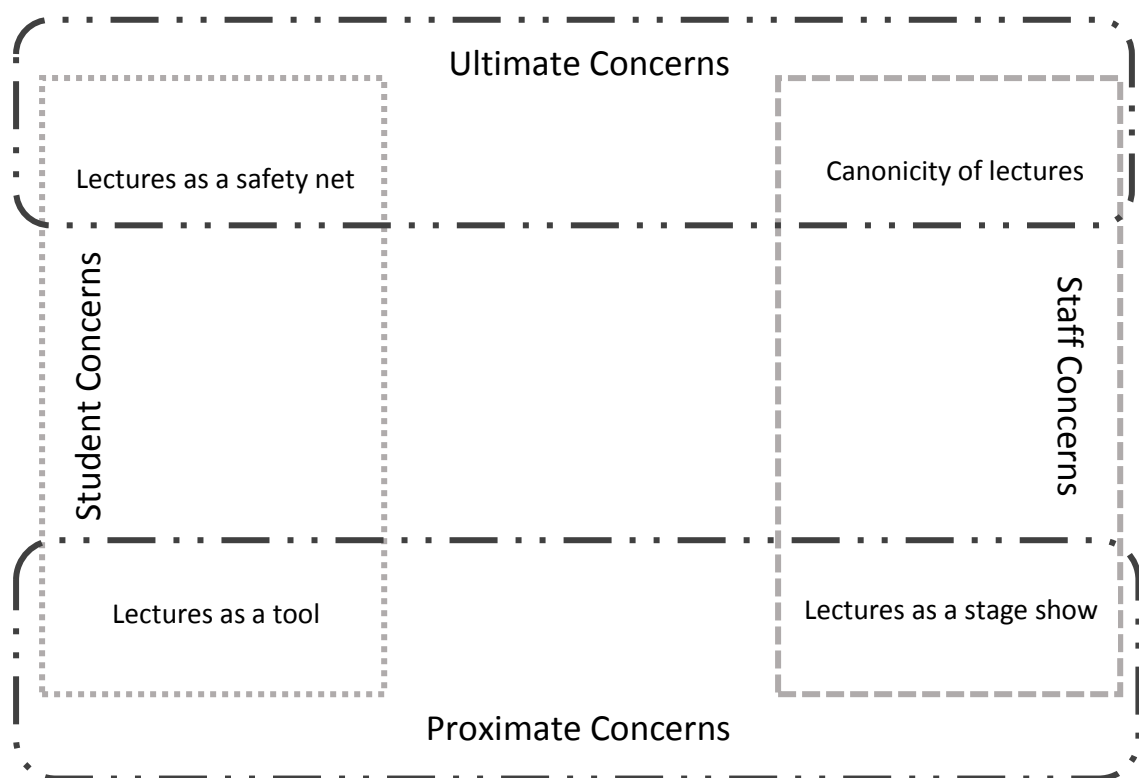 Ultimate Concerns
Lectures as a safety net
Canonicity of lectures
Student Concerns
Staff Concerns
Lectures as a tool
Lectures as a stage show
Proximate Concerns